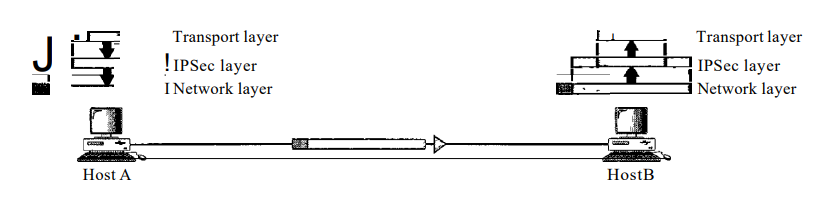 Transport layer
Transport layer
IPSec layer
IPSec layer
Network layer
Network layer
Host A
HostB